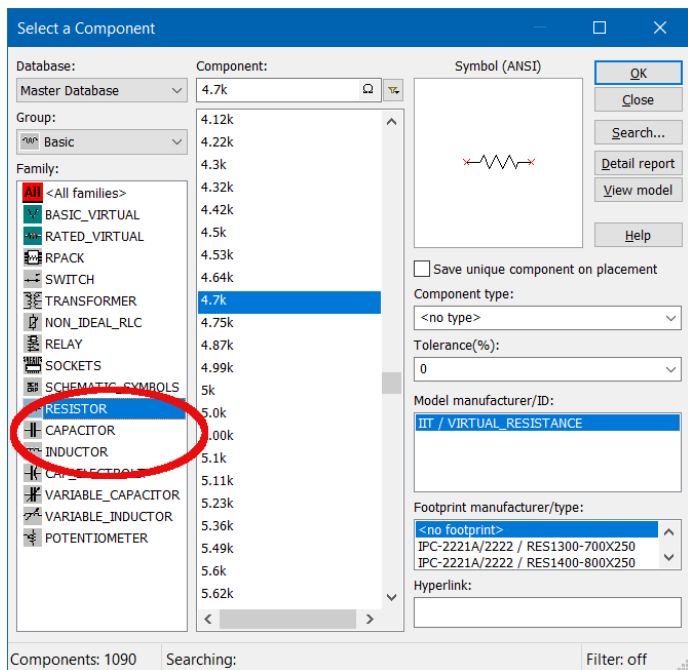 Select a Component
Database:
Master Database
Group:
Basic
Family:
All <All families>
BASIC_VIRTUAL
RATED_VIRTUAL
RPACK
SWITCH
TRANSFORMER
NON_IDEAL_RLC
RELAY
SOCKETS
SCHEMATIC_SYMBOLS
RESISTOR
CAPACITOR
INDUCTOR
CAP_ELECTROLIT
VARIABLE_CAPACITOR
VARIABLE_INDUCTOR
POTENTIOMETER
Component:
4.7k Ω
4.12k
4.22k
4.3k
4.32k
4.42k
4.5k
4.53k
4.64k
4.7k
4.75k
4.87k
4.99k
5k
5.0k
.00k
5.1k
5.11k
5.23k
5.36k
5.49k
5.6k
5.62k
Symbol (ANSI)
OK
Close
Search...
Detail report
View model
Help
Save unique component on placement
Component type:
<no type>
Tolerance(%):
0
Model manufacturer/ID:
IIT / VIRTUAL_RESISTANCE
Footprint manufacturer/type:
<no footprint>
IPC-2221A/2222 / RES1300-700X250
IPC-2221A/2222 / RES1400-800X250
Hyperlink:
Components: 1090
Searching:
Filter: off